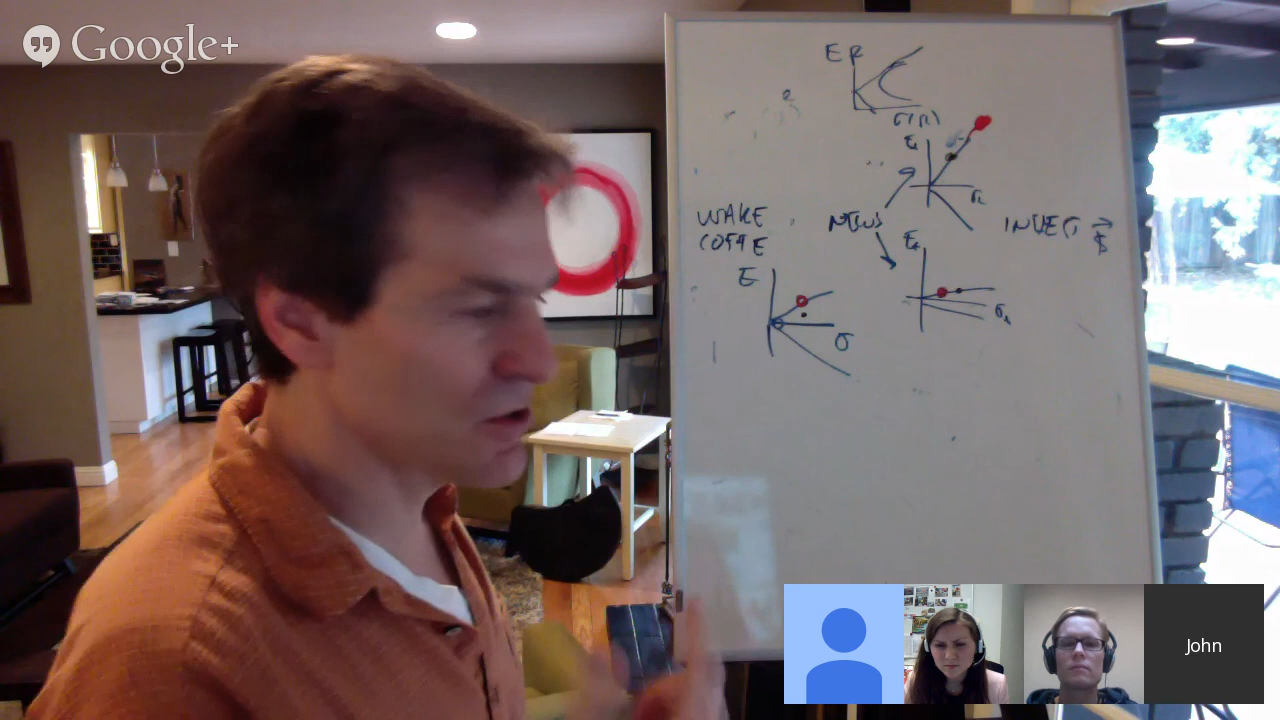 Google+
E R
σ(R)
WAKE
COFFE
NEWS
INVEST →
$
E
σ
John